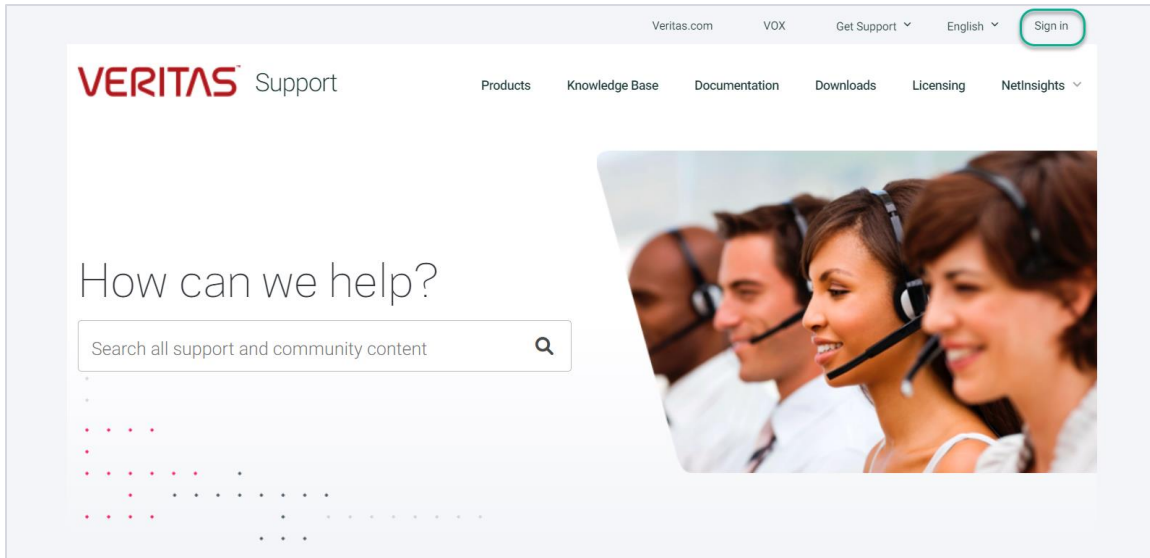 Veritas.com VOX Get Support English Sign in
VERITAS™ Support Products Knowledge Base Documentation Downloads Licensing NetInsights
How can we help?
Search all support and community content